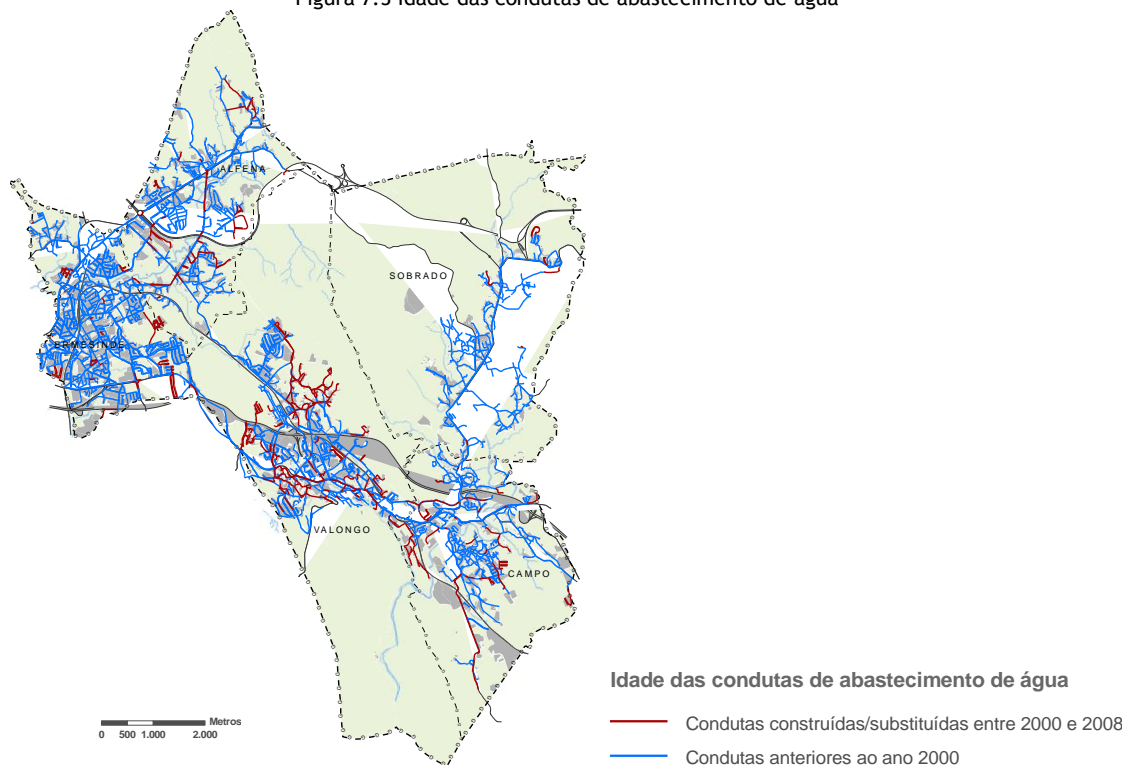 Figura 7.5 Idade das condutas de abastecimento de água
ALFENA
SOBRADO
ERMESINDE
VALONGO
CAMPO
Idade das condutas de abastecimento de água
Condutas construídas/substituídas entre 2000 e 2008
Condutas anteriores ao ano 2000
Metros
0 500 1.000 2.000